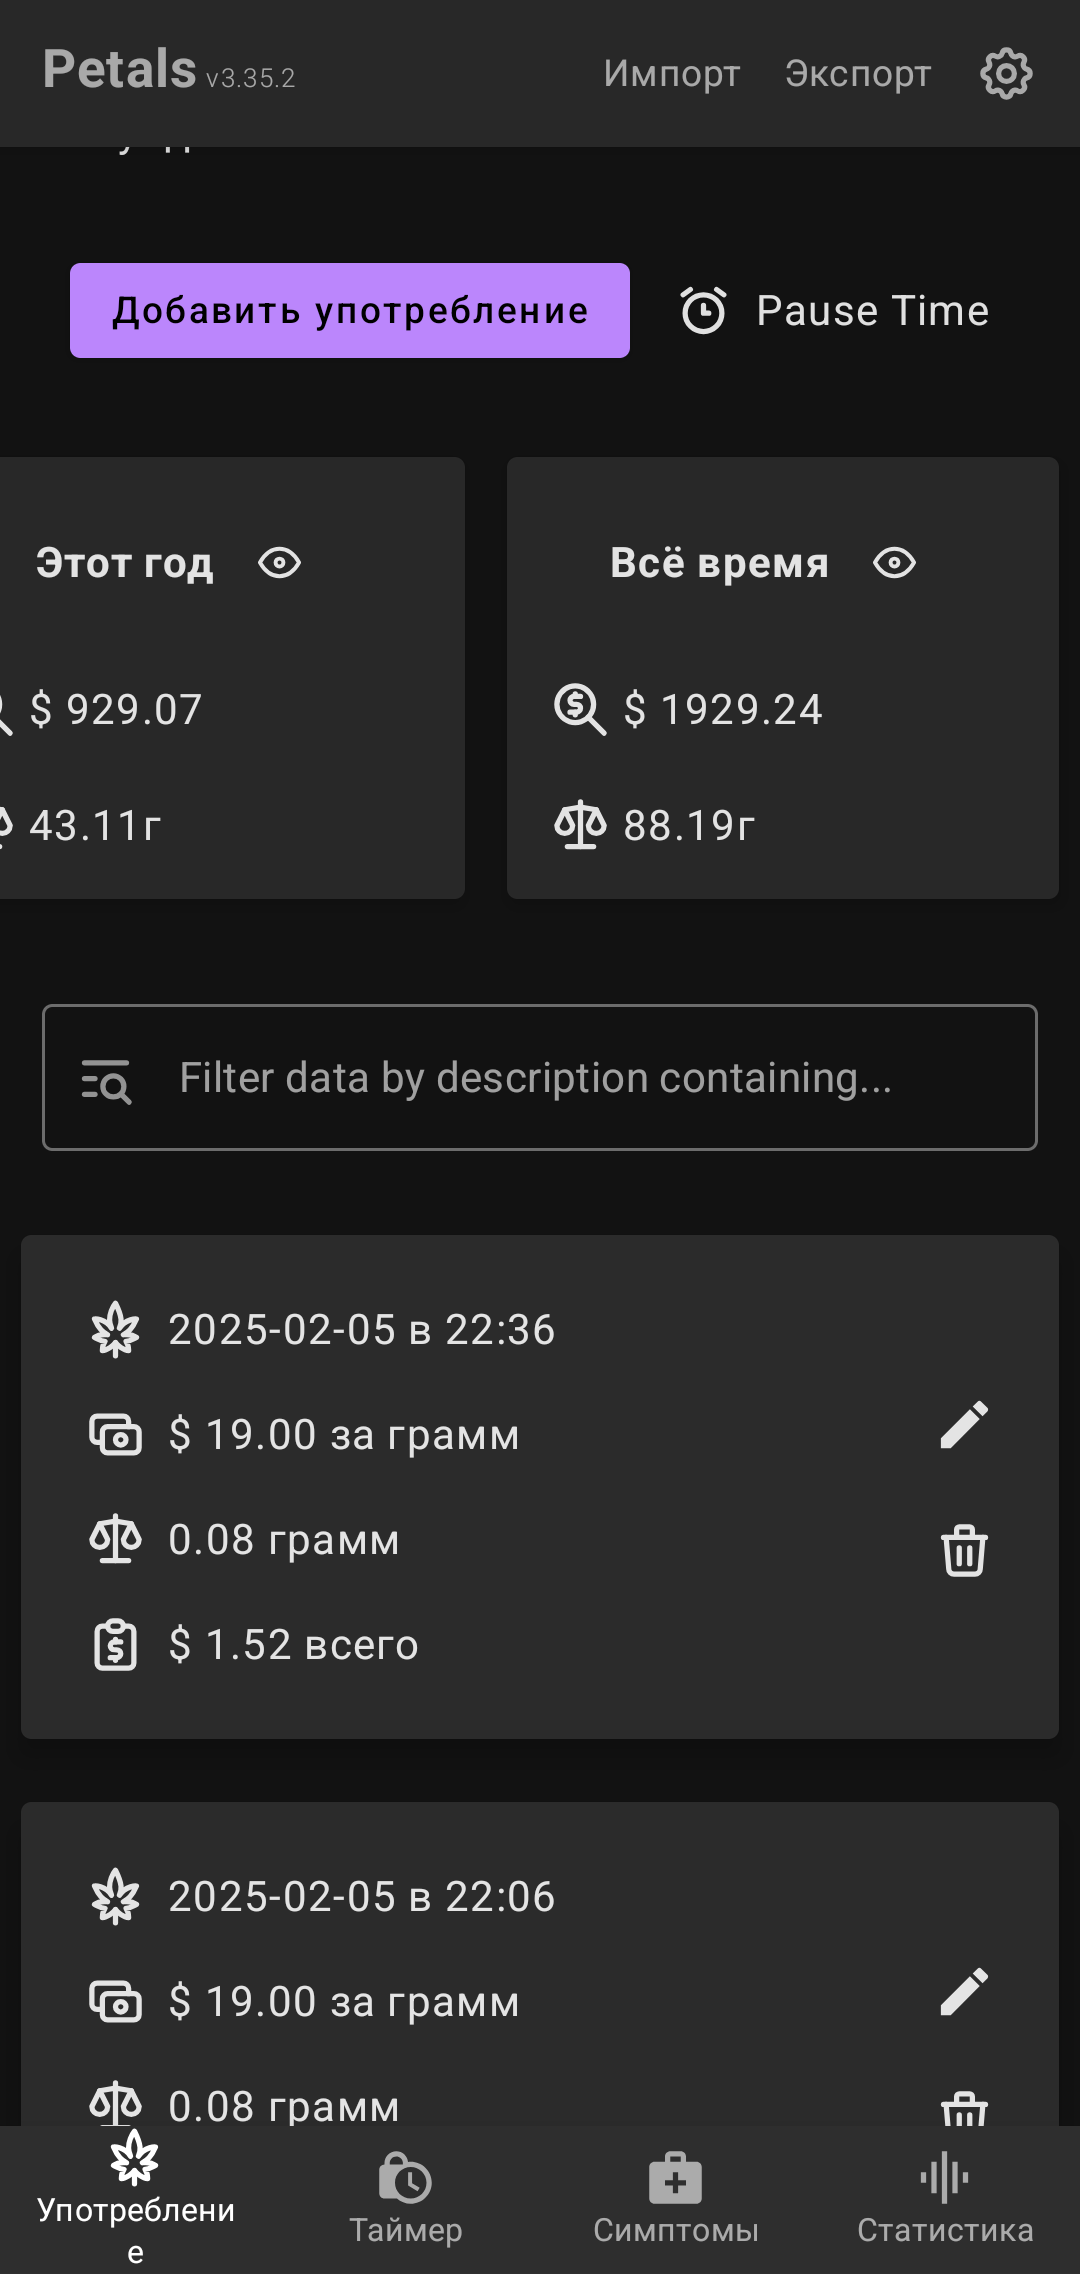 Petals v3.35.2 Импорт Экспорт
Добавить употребление Pause Time
Этот год Всё время
$ 929.07 $ 1929.24
43.11г 88.19г
Filter data by description containing...
2025-02-05 в 22:36
$ 19.00 за грамм
0.08 грамм
$ 1.52 всего
2025-02-05 в 22:06
$ 19.00 за грамм
0.08 грамм
Употреблени
е
Таймер Симптомы Статистика